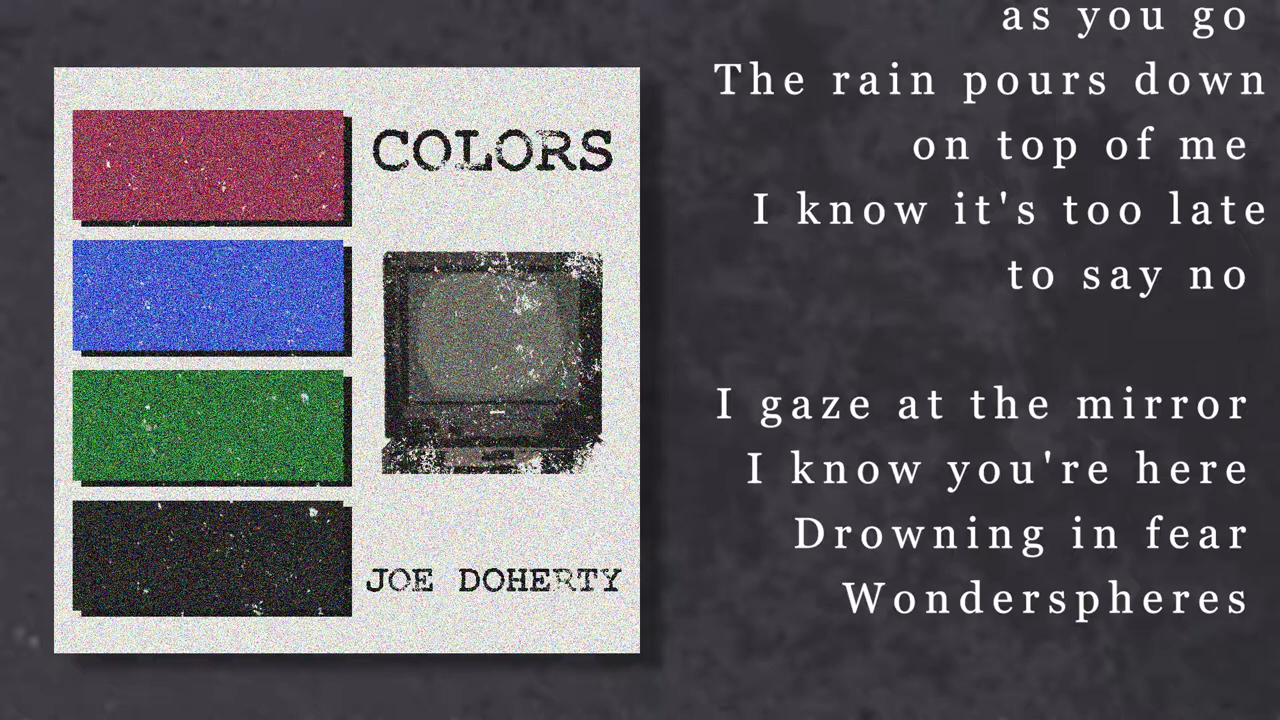 COLORS
JOE DOHERTY
as you go
The rain pours down
on top of me
I know it's too late
to say no
I gaze at the mirror
I know you're here
Drowning in fear
Wonderspheres